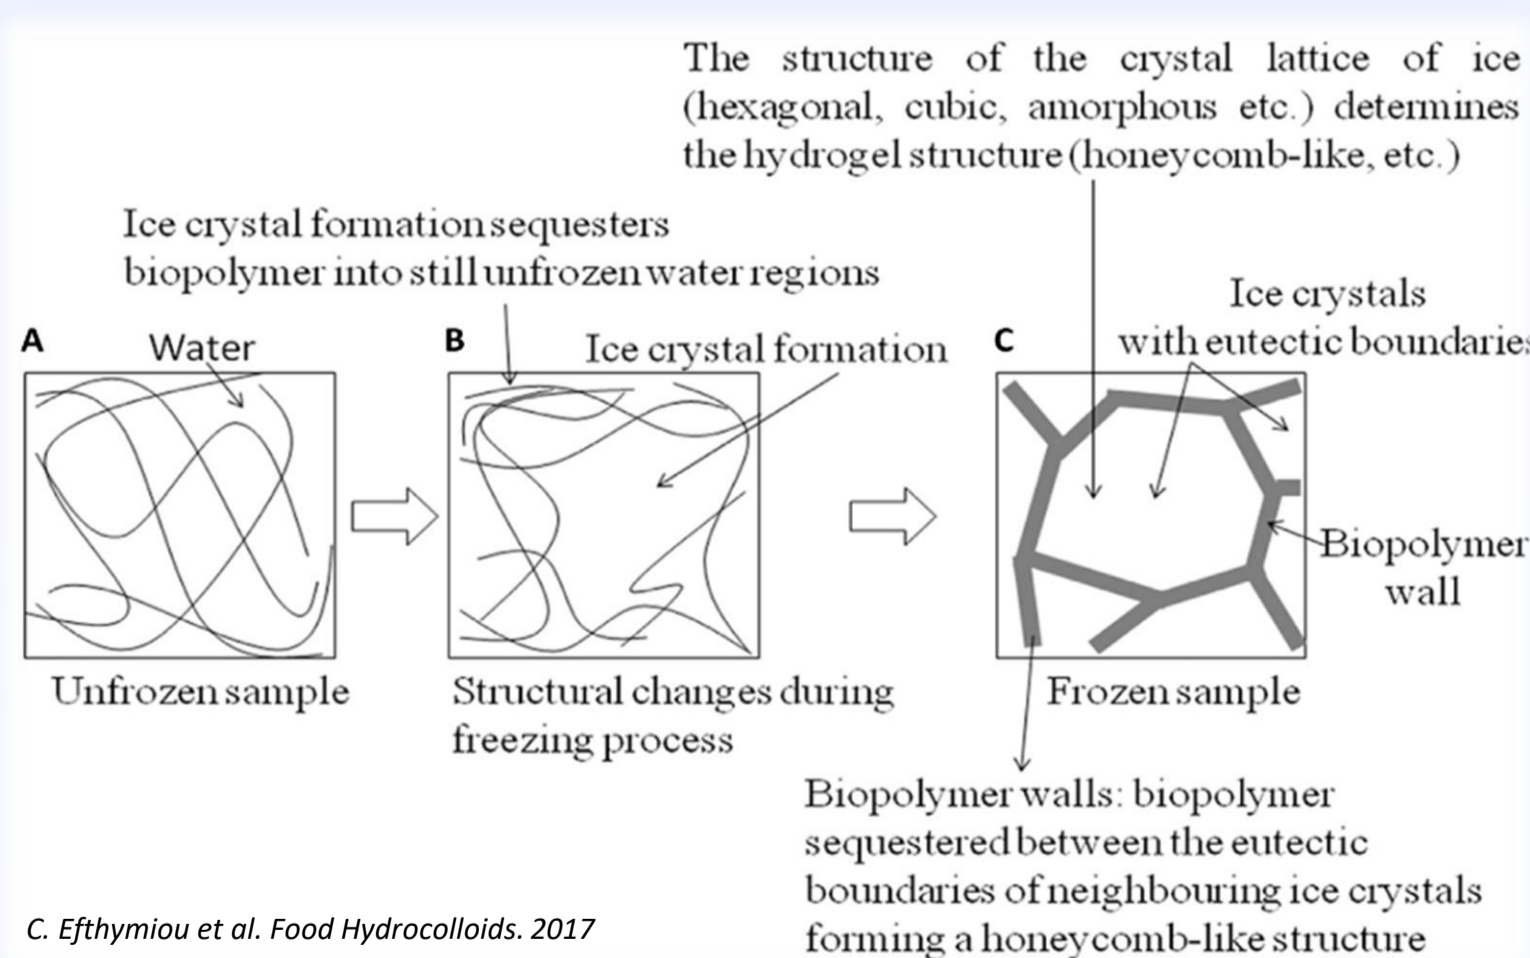 The structure of the crystal lattice of ice
(hexagonal, cubic, amorphous etc.) determines
the hydrogel structure (honeycomb-like, etc.)
Ice crystal formation sequesters
biopolymer into still unfrozen water regions
Ice crystals
with eutectic boundaries
A
Water
B
Ice crystal formation
C
Biopolymer
wall
Unfrozen sample
Structural changes during
freezing process
Frozen sample
Biopolymer walls: biopolymer
sequestered between the eutectic
boundaries of neighbouring ice crystals
forming a honeycomb-like structure
C. Efthymiou et al. Food Hydrocolloids. 2017